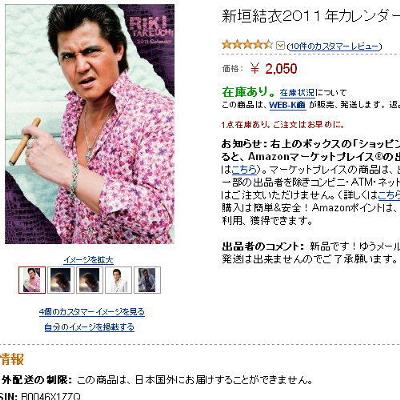 RIKI
TAKEUCHI
2011 Calendar
新垣結衣2011年カレンダー
(10件のカスタマーレビュー)
価格: ￥ 2,050
在庫あり。 在庫状況について
この商品は、WEB-K商 が販売、発送します。 返品
1点在庫あり。ご注文はお早めに。
お知らせ: 右上のボックスの「ショッピン
ると、Amazonマーケットプレイス®の出
はこちら)。マーケットプレイスの商品は、出
一部の出品者を除きコンビニ・ATM・ネット
はご注文いただけません。(詳しくはこちら
購入は簡単&安全！Amazonポイントは、
利用、獲得できます。
出品者のコメント: 新品です！ゆうメール
発送は出来ませんのでご了承願います。
イメージを拡大
4個のカスタマーイメージを見る
自分のイメージを掲載する
情報
外配送の制限: この商品は、日本国外にお届けすることができません。
SIN: B0046X1ZZQ